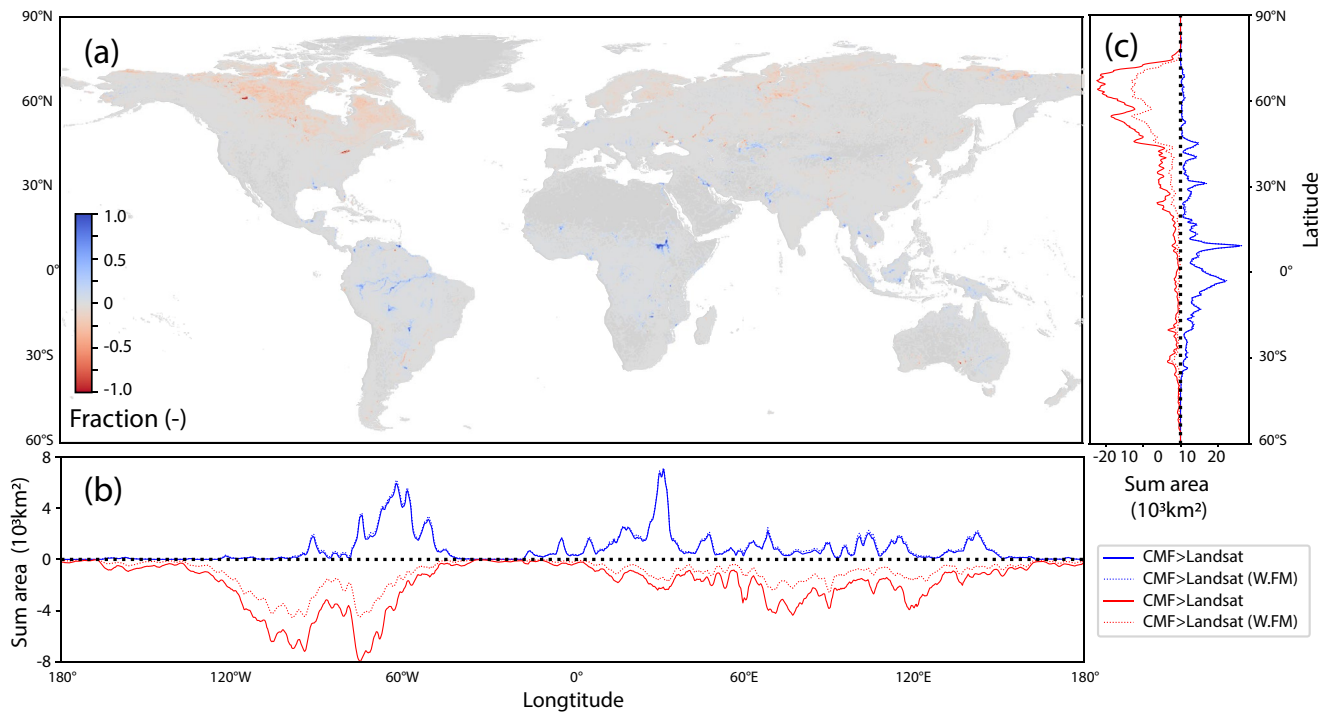 90°N
60°N
30°N
0°
30°S
60°S
(a)
1.0
0.5
0
-0.5
-1.0
Fraction (-)
(c)
90°N
60°N
30°N
0°
30°S
60°S
Latitude
-20 10 0 10 20
Sum area
(10³km²)
(b)
8
4
0
-4
-8
Sum area (10³km²)
180° 120°W 60°W 0° 60°E 120°E 180°
Longtitude
CMF>Landsat
CMF>Landsat (W.FM)
CMF>Landsat
CMF>Landsat (W.FM)